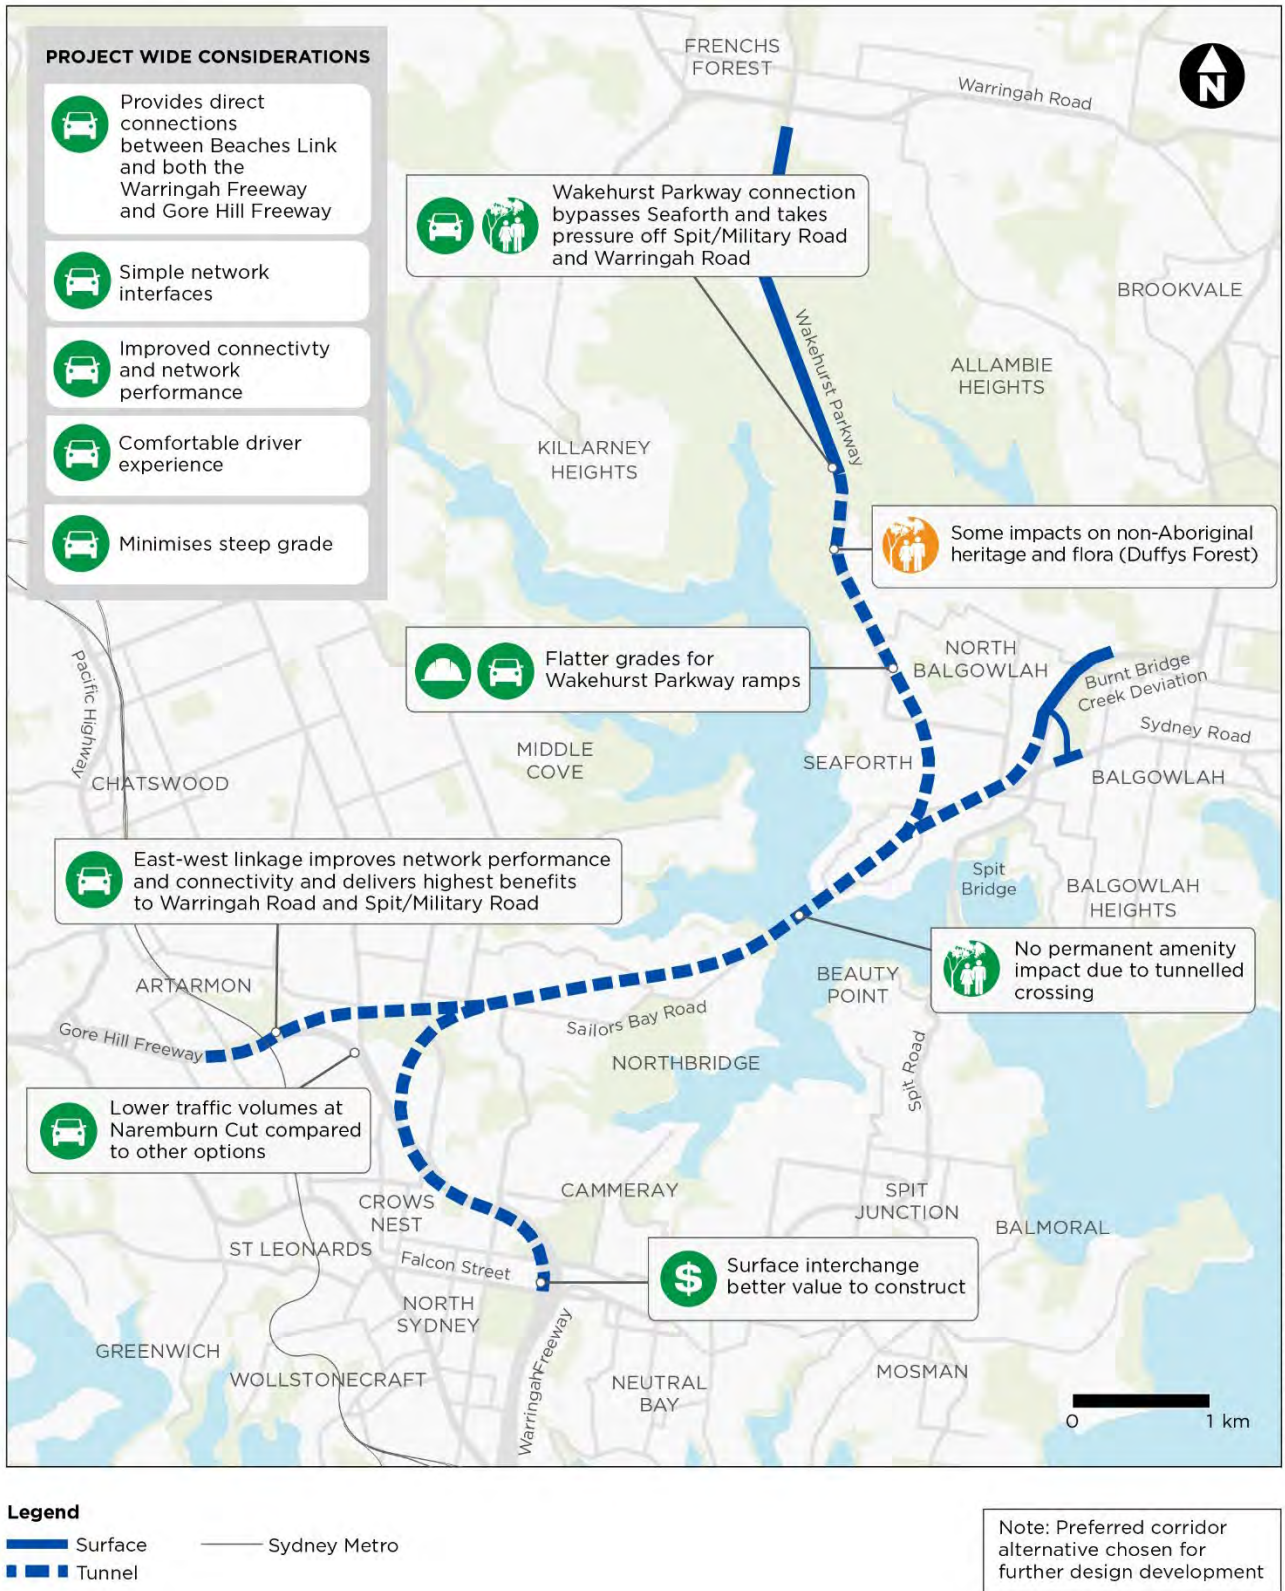 PROJECT WIDE CONSIDERATIONS
Provides direct
connections
between Beaches Link
and both the
Warringah Freeway
and Gore Hill Freeway
Simple network
interfaces
Improved connectivty
and network
performance
Comfortable driver
experience
Minimises steep grade
FRENCHS
FOREST
Warringah Road
N
Wakehurst Parkway connection
bypasses Seaforth and takes
pressure off Spit/Military Road
and Warringah Road
BROOKVALE
Wakehurst Parkway
ALLAMBIE
HEIGHTS
KILLARNEY
HEIGHTS
Some impacts on non-Aboriginal
heritage and flora (Duffys Forest)
Flatter grades for
Wakehurst Parkway ramps
NORTH
BALGOWLAH
Burnt Bridge
Creek Deviation
Sydney Road
Pacific Highway
MIDDLE
COVE
SEAFORTH
BALGOWLAH
CHATSWOOD
East-west linkage improves network performance
and connectivity and delivers highest benefits
to Warringah Road and Spit/Military Road
Spit
Bridge
BALGOWLAH
HEIGHTS
No permanent amenity
impact due to tunnelled
crossing
BEAUTY
POINT
ARTARMON
Gore Hill Freeway
Sailors Bay Road
NORTHBRIDGE
Spit Road
Lower traffic volumes at
Naremburn Cut compared
to other options
CROWS
NEST
CAMMERAY
SPIT
JUNCTION
BALMORAL
ST LEONARDS
Falcon Street
$
Surface interchange
better value to construct
NORTH
SYDNEY
GREENWICH
WOLLSTONECRAFT
Warringah Freeway
NEUTRAL
BAY
MOSMAN
0 1 km
Legend
Surface
Sydney Metro
Tunnel
Note: Preferred corridor
alternative chosen for
further design development